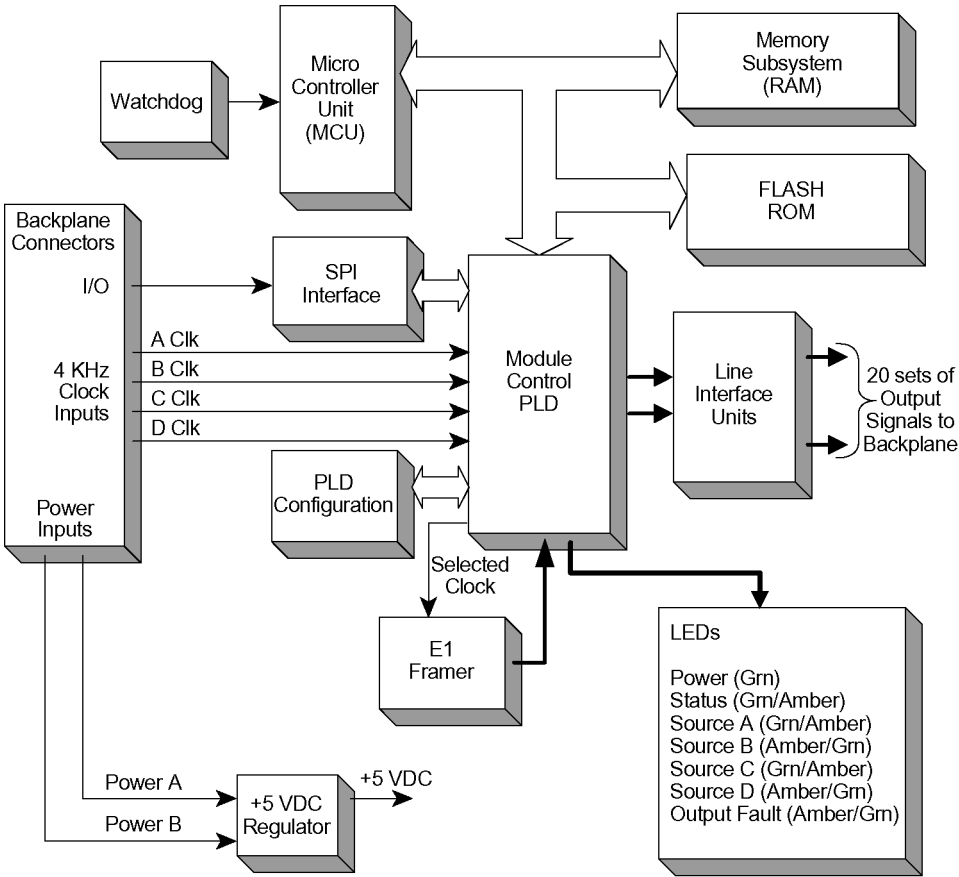 Micro
Controller
Unit
(MCU)
Memory
Subsystem
(RAM)
Watchdog
FLASH
ROM
Backplane
Connectors
I/O
4 KHz
Clock
Inputs
Power
Inputs
SPI
Interface
A Clk
B Clk
C Clk
D Clk
Module
Control
PLD
Line
Interface
Units
20 sets of
Output
Signals to
Backplane
PLD
Configuration
Selected
Clock
E1
Framer
LEDs
Power (Grn)
Status (Grn/Amber)
Source A (Grn/Amber)
Source B (Amber/Grn)
Source C (Grn/Amber)
Source D (Amber/Grn)
Output Fault (Amber/Grn)
Power A
Power B
+5 VDC
Regulator
+5 VDC